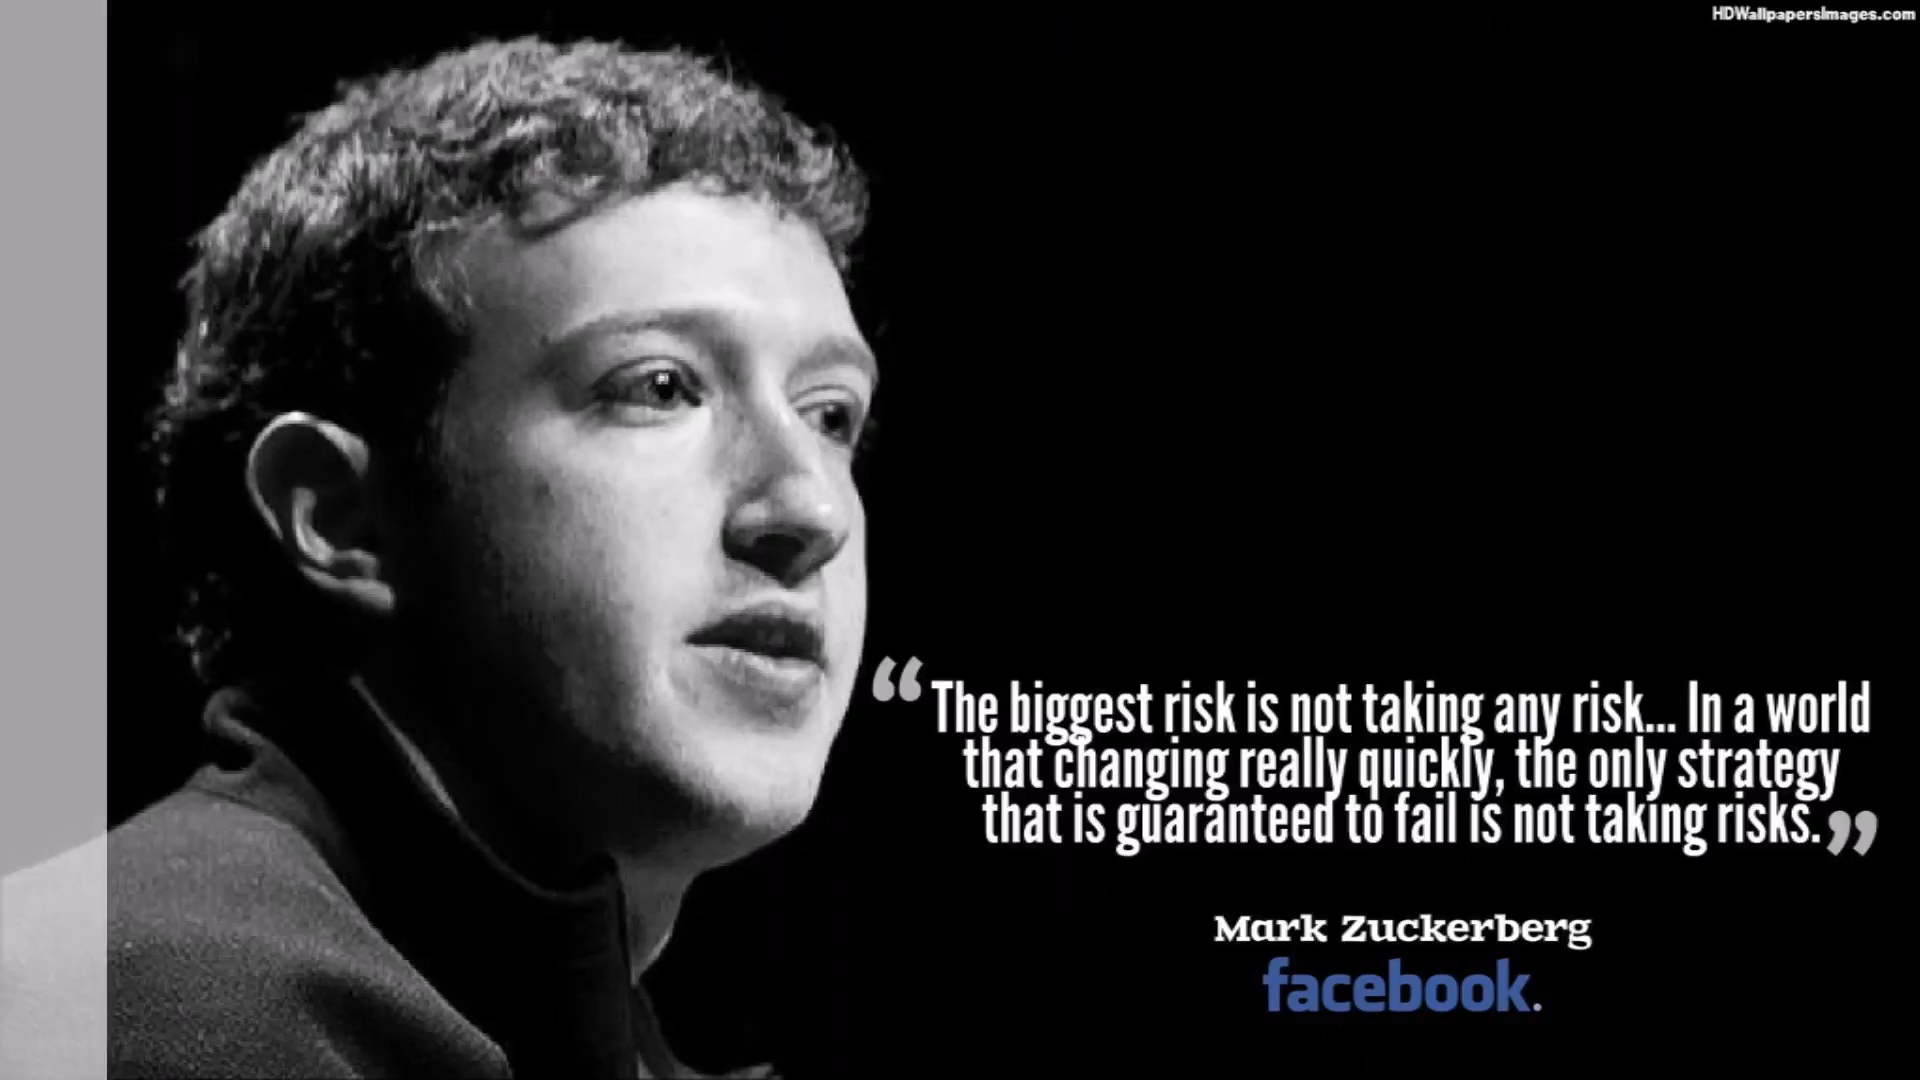 HDWallpapersImages.com
“The biggest risk is not taking any risk... In a world
that changing really quickly, the only strategy
that is guaranteed to fail is not taking risks.”
Mark Zuckerberg
facebook.